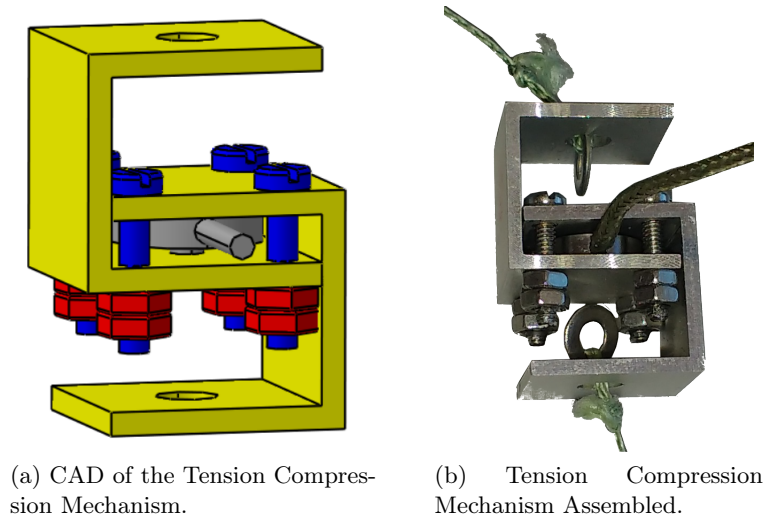 (a) CAD of the Tension Compres-
sion Mechanism.
(b) Tension Compression
Mechanism Assembled.